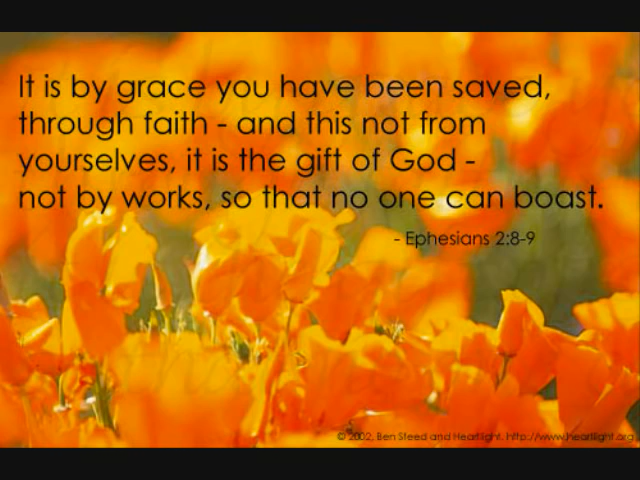 It is by grace you have been saved,
through faith - and this not from
yourselves, it is the gift of God -
not by works, so that no one can boast.
- Ephesians 2:8-9
© 2002, Ben Steed and Heartlight. http://www.heartlight.org